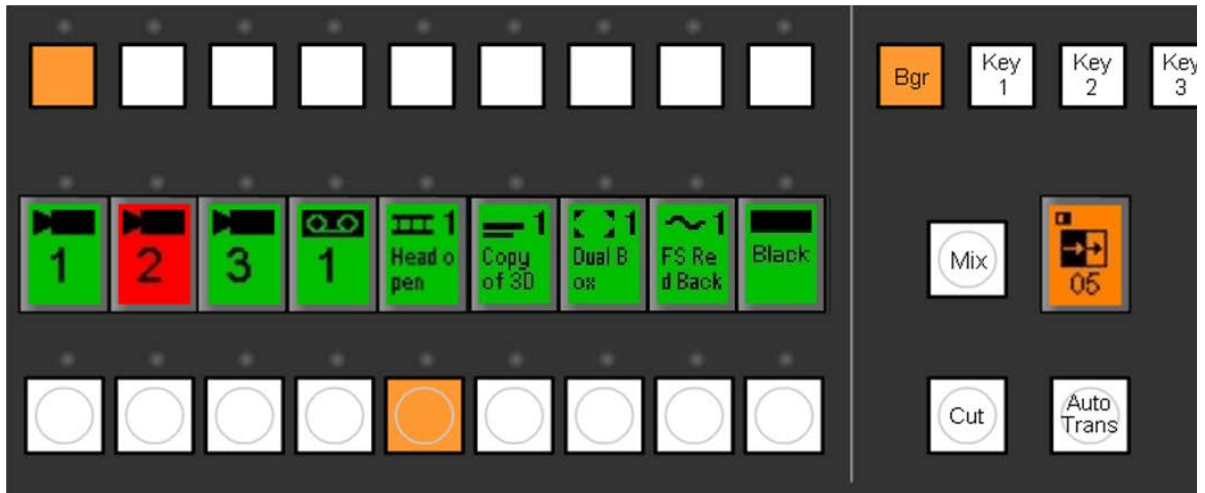 Bgr
Key
1
Key
2
Key
3
1
2
3
1
1
Head o
pen
1
Copy
of 3D
1
Dual B
ox
1
FS Re
d Back
Black
Mix
05
Cut
Auto
Trans